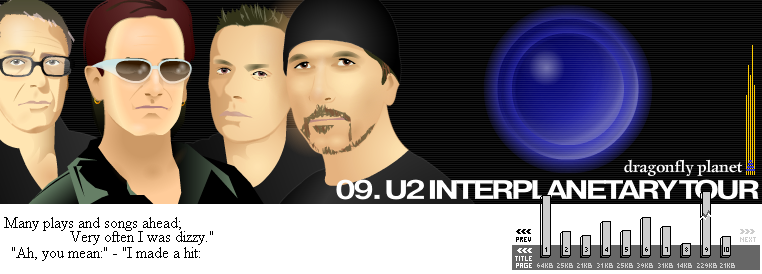 dragonfly planet
09. U2 INTERPLANETARY TOUR
Many plays and songs ahead;
Very often I was dizzy."
"Ah, you mean:" - "I made a hit:
<<< PREV
>>> NEXT
<<< TITLE PAGE
1 2 3 4 5 6 7 8 9 10
64KB 25KB 21KB 31KB 25KB 39KB 31KB 14KB 229KB 21KB